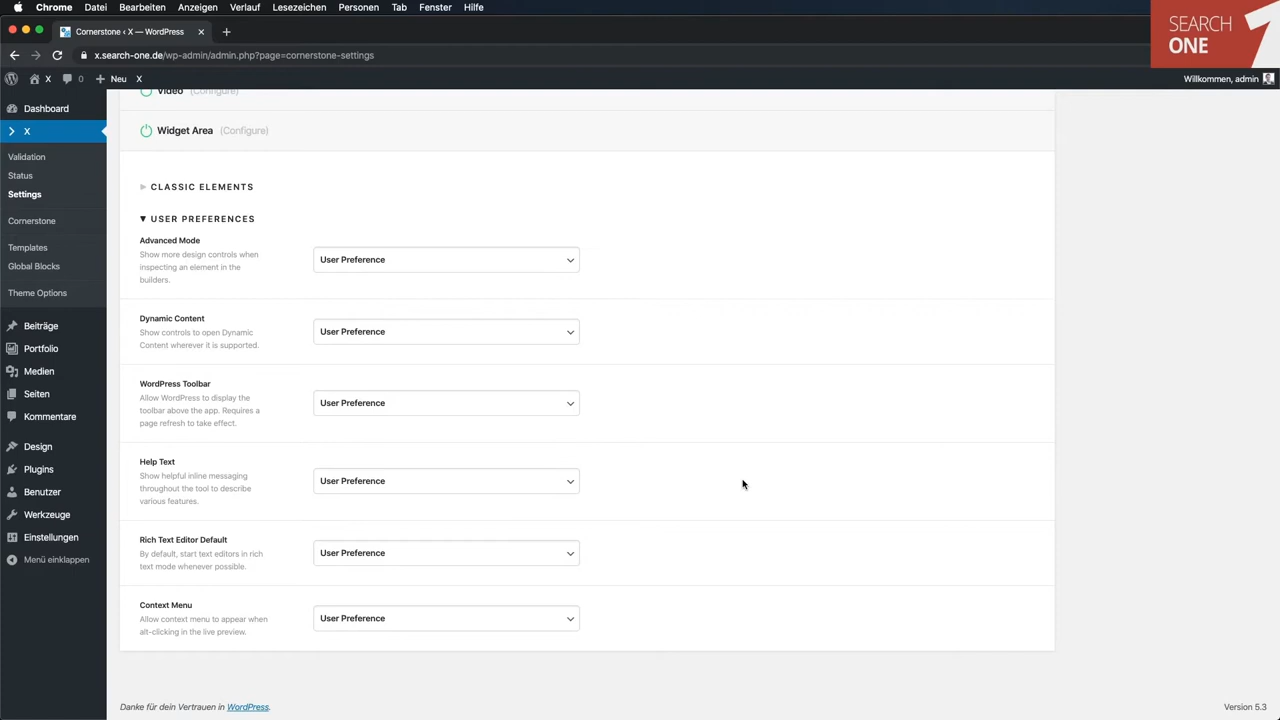 Chrome Datei Bearbeiten Anzeigen Verlauf Lesezeichen Personen Tab Fenster Hilfe
SEARCH
ONE
Cornerstone ‹ X — WordPress
x.search-one.de/wp-admin/admin.php?page=cornerstone-settings
X 0 Neu X
Willkommen, admin
Dashboard
X
Validation
Status
Settings
Cornerstone
Templates
Global Blocks
Theme Options
Beiträge
Portfolio
Medien
Seiten
Kommentare
Design
Plugins
Benutzer
Werkzeuge
Einstellungen
Menü einklappen
Video (Configure)
Widget Area (Configure)
CLASSIC ELEMENTS
USER PREFERENCES
Advanced Mode
Show more design controls when
inspecting an element in the
builders.
User Preference
Dynamic Content
Show controls to open Dynamic
Content wherever it is supported.
User Preference
WordPress Toolbar
Allow WordPress to display the
toolbar above the app. Requires a
page refresh to take effect.
User Preference
Help Text
Show helpful inline messaging
throughout the tool to describe
various features.
User Preference
Rich Text Editor Default
By default, start text editors in rich
text mode whenever possible.
User Preference
Context Menu
Allow context menu to appear when
alt-clicking in the live preview.
User Preference
Danke für dein Vertrauen in WordPress.
Version 5.3